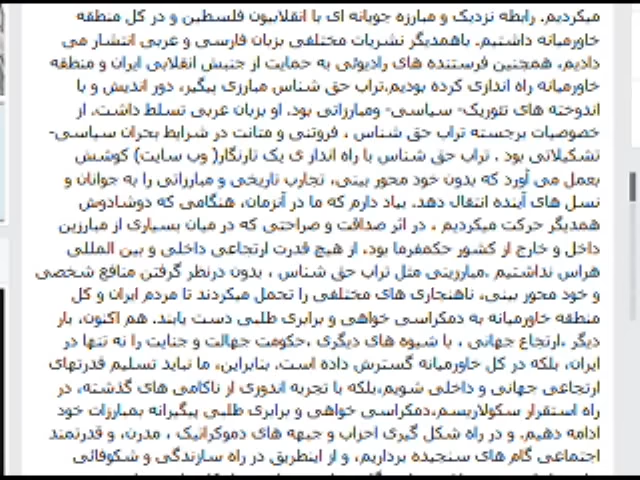 میکردیم. رابطه نزدیک و مبارزه جویانه ای با انقلابیون فلسطین و در کل منطقه
خاورمیانه داشتیم. باهمدیگر نشریات مختلفی بزبان فارسی و عربی انتشار می
دادیم، همچنین فرستنده های رادیوئی به حمایت از جنبش انقلابی ایران و منطقه
خاورمیانه راه اندازی کرده بودیم.تراب حق شناس مبارزی پیگیر، دور اندیش و با
اندوخته های تئوریک- سیاسی- ومبارزاتی بود. او بزبان عربی تسلط داشت. از
خصوصیات برجسته تراب حق شناس ، فروتنی و متانت در شرایط بحران سیاسی-
تشکیلاتی بود . تراب حق شناس با راه انداز ی یک تارنگار( وب سایت) کوشش
بعمل می آورد که بدون خود محور بینی، تجارب تاریخی و مبارزاتی را به جوانان و
نسل های آینده انتقال دهد. بیاد دارم که ما در آنزمان، هنگامی که دوشادوش
همدیگر حرکت میکردیم ، در اثر صداقت و صراحتی که در میان بسیاری از مبارزین
داخل و خارج از کشور حکمفرما بود، از هیچ قدرت ارتجاعی داخلی و بین المللی
هراس نداشتیم .مبارزینی مثل تراب حق شناس ، بدون درنظر گرفتن منافع شخصی
و خود محور بینی، ناهنجاری های مختلفی را تحمل میکردند تا مردم ایران و کل
منطقه خاورمیانه به دمکراسی خواهی و برابری طلبی دست یابند. هم اکنون، بار
دیگر ،ارتجاع جهانی ، با شیوه های دیگری ،حکومت جهالت و جنایت را نه تنها در
ایران، بلکه در کل خاورمیانه گسترش داده است. بنابراین، ما نباید تسلیم قدرتهای
ارتجاعی جهانی و داخلی شویم،بلکه با تجربه اندوزی از ناکامی های گذشته، در
راه استقرار سکولاریسم،دمکراسی خواهی و برابری طلبی پیگیرانه بمبارزات خود
ادامه دهیم. و در راه شکل گیری احزاب و جبهه های دموکراتیک ، مدرن، و قدرتمند
اجتماعی گام های سنجیده برداریم، و از اینطریق در راه سازندگی و شکوفائی